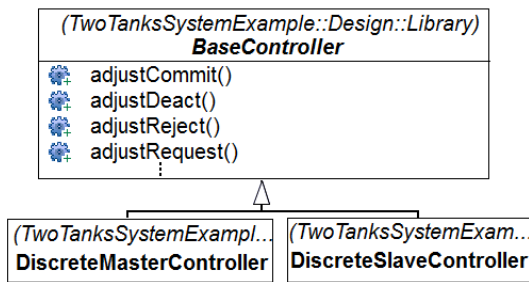 (TwoTanksSystemExample::Design::Library)
BaseController
adjustCommit()
adjustDeact()
adjustReject()
adjustRequest()
(TwoTanksSystemExampl...
DiscreteMasterController
(TwoTanksSystemExam...
DiscreteSlaveController